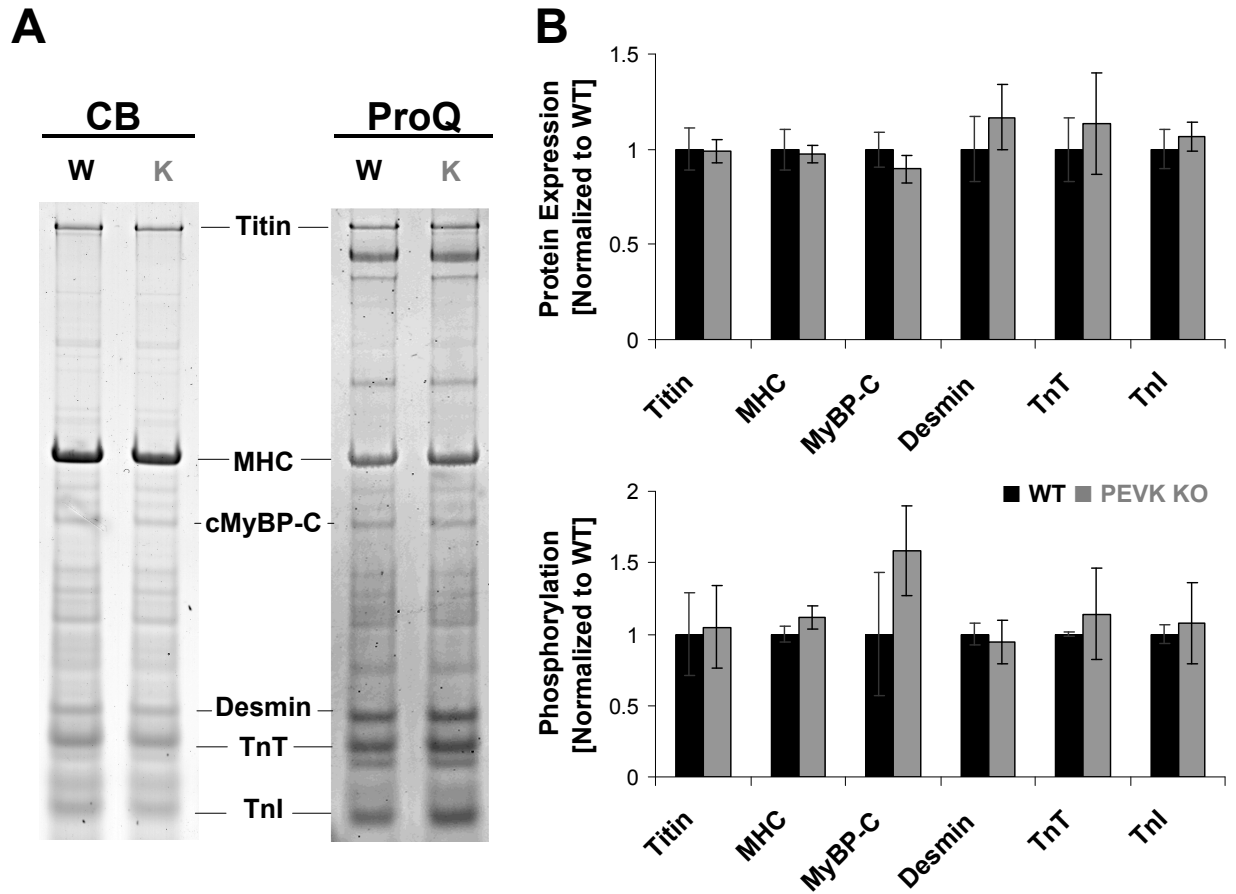 A
CB
ProQ
W
K
W
K
Titin
MHC
cMyBP-C
Desmin
TnT
TnI
B
Protein Expression
[Normalized to WT]
1.5
1
0.5
0
Titin
MHC
MyBP-C
Desmin
TnT
TnI
WT
PEVK KO
Phosphorylation
[Normalized to WT]
2
1.5
1
0.5
0
Titin
MHC
MyBP-C
Desmin
TnT
TnI